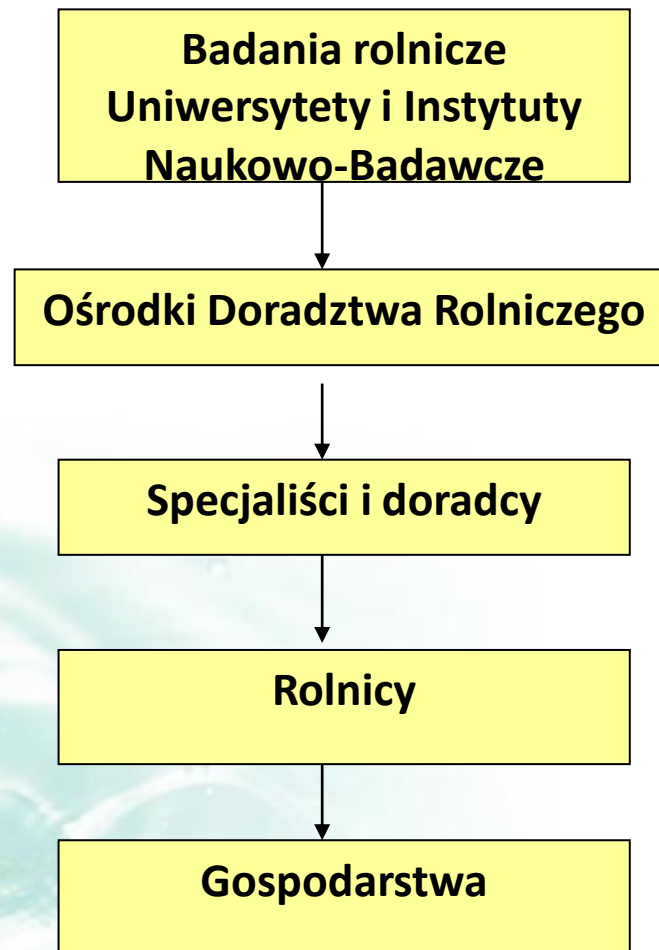 Badania rolnicze
Uniwersytety i Instytuty
Naukowo-Badawcze
Ośrodki Doradztwa Rolniczego
Specjaliści i doradcy
Rolnicy
Gospodarstwa